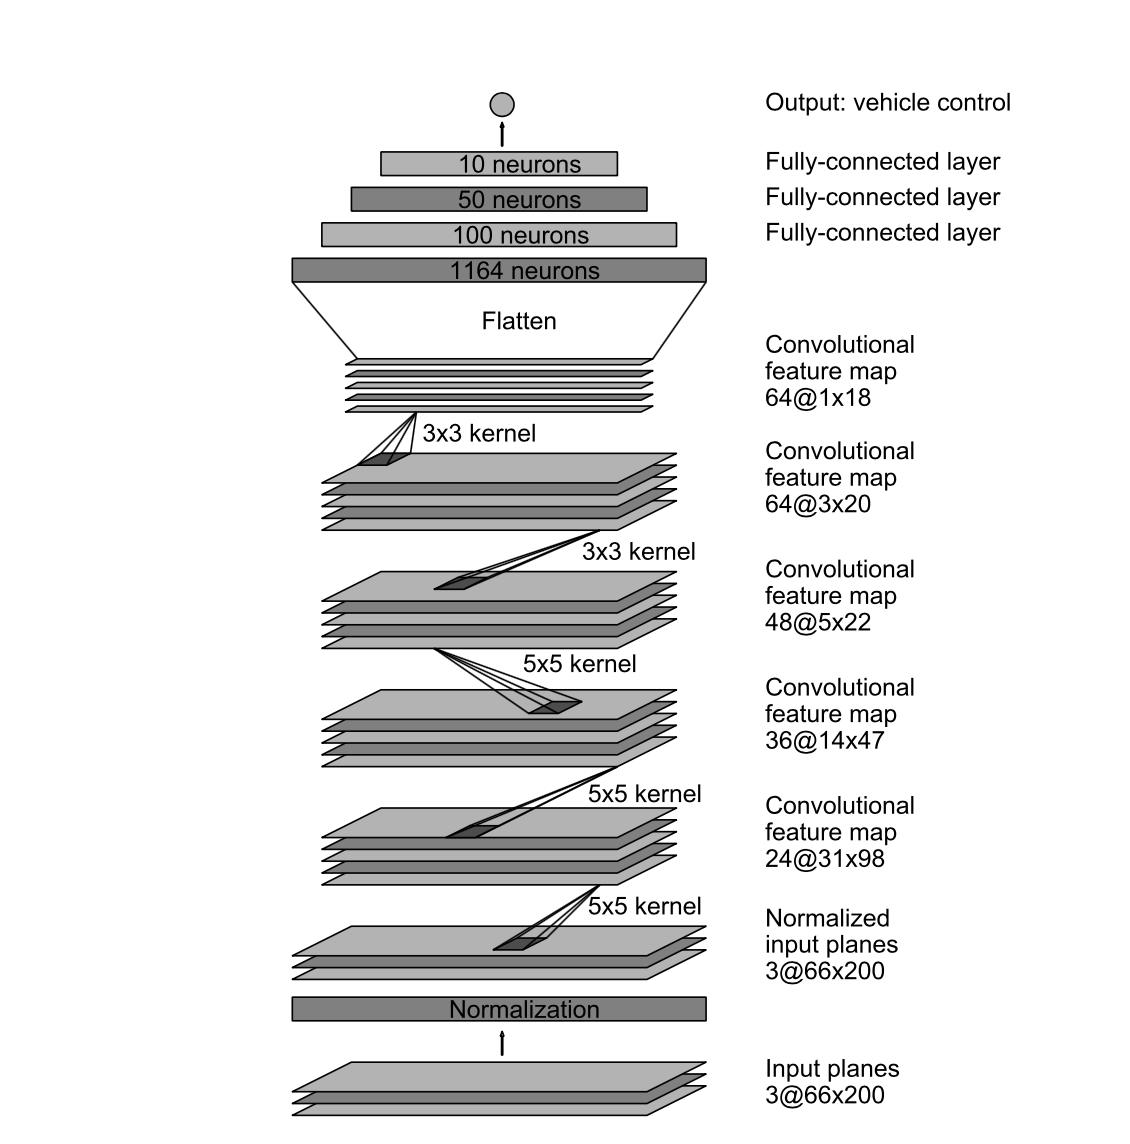 Output: vehicle control
10 neurons
Fully-connected layer
50 neurons
Fully-connected layer
100 neurons
Fully-connected layer
1164 neurons
Flatten
Convolutional
feature map
64@1x18
3x3 kernel
Convolutional
feature map
64@3x20
3x3 kernel
Convolutional
feature map
48@5x22
5x5 kernel
Convolutional
feature map
36@14x47
5x5 kernel
Convolutional
feature map
24@31x98
5x5 kernel
Normalized
input planes
3@66x200
Normalization
Input planes
3@66x200